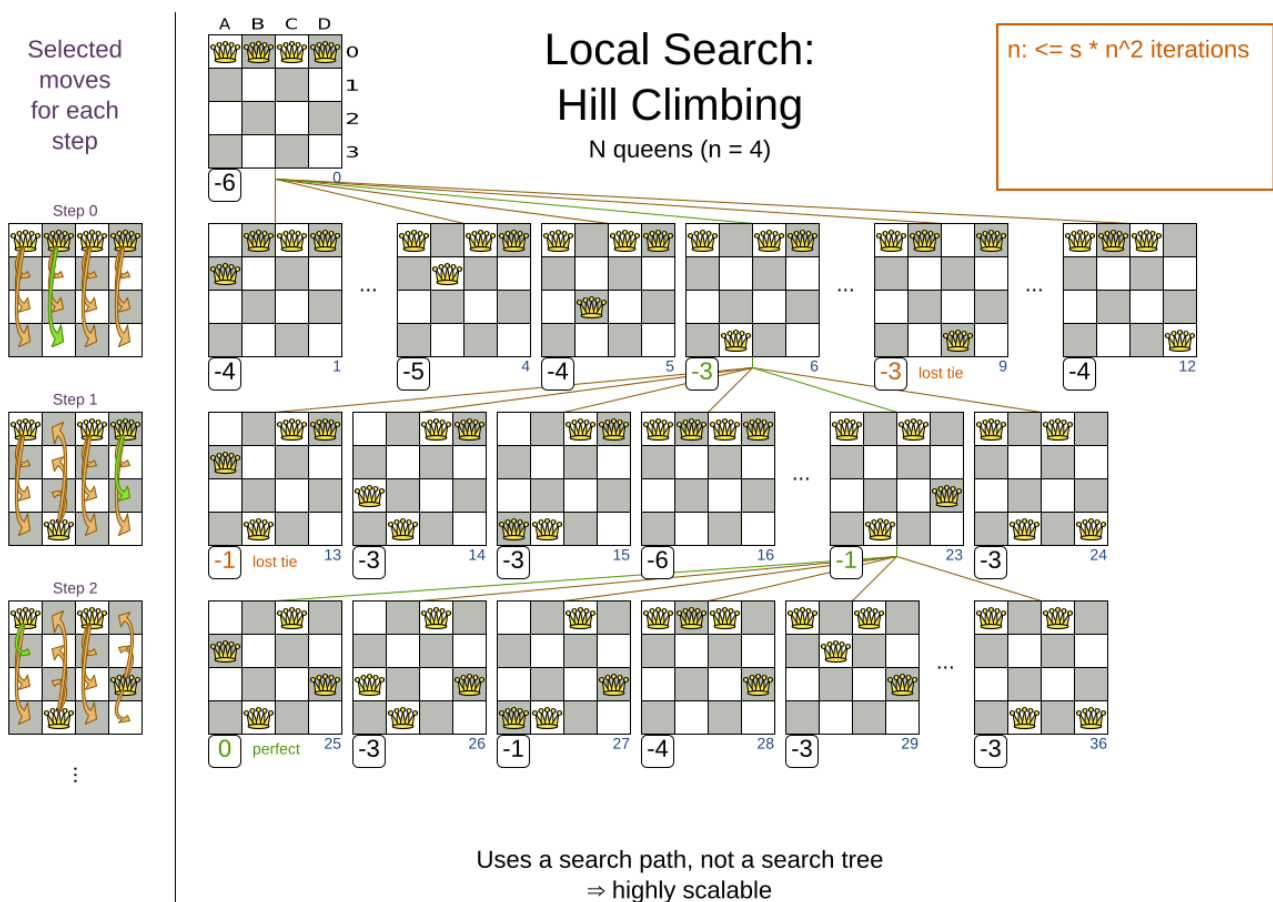 Selected
moves
for each
step
A B C D
0
1
2
3
Local Search:
Hill Climbing
N queens (n = 4)
n: <= s * n^2 iterations
-6 0
Step 0
... ... ...
-4 1 -5 4 -4 5 -3 6 -3 lost tie 9 -4 12
Step 1
...
-1 lost tie 13 -3 14 -3 15 -6 16 -1 23 -3 24
Step 2
...
0 perfect 25 -3 26 -1 27 -4 28 -3 29 -3 36
...
Uses a search path, not a search tree
⇒ highly scalable